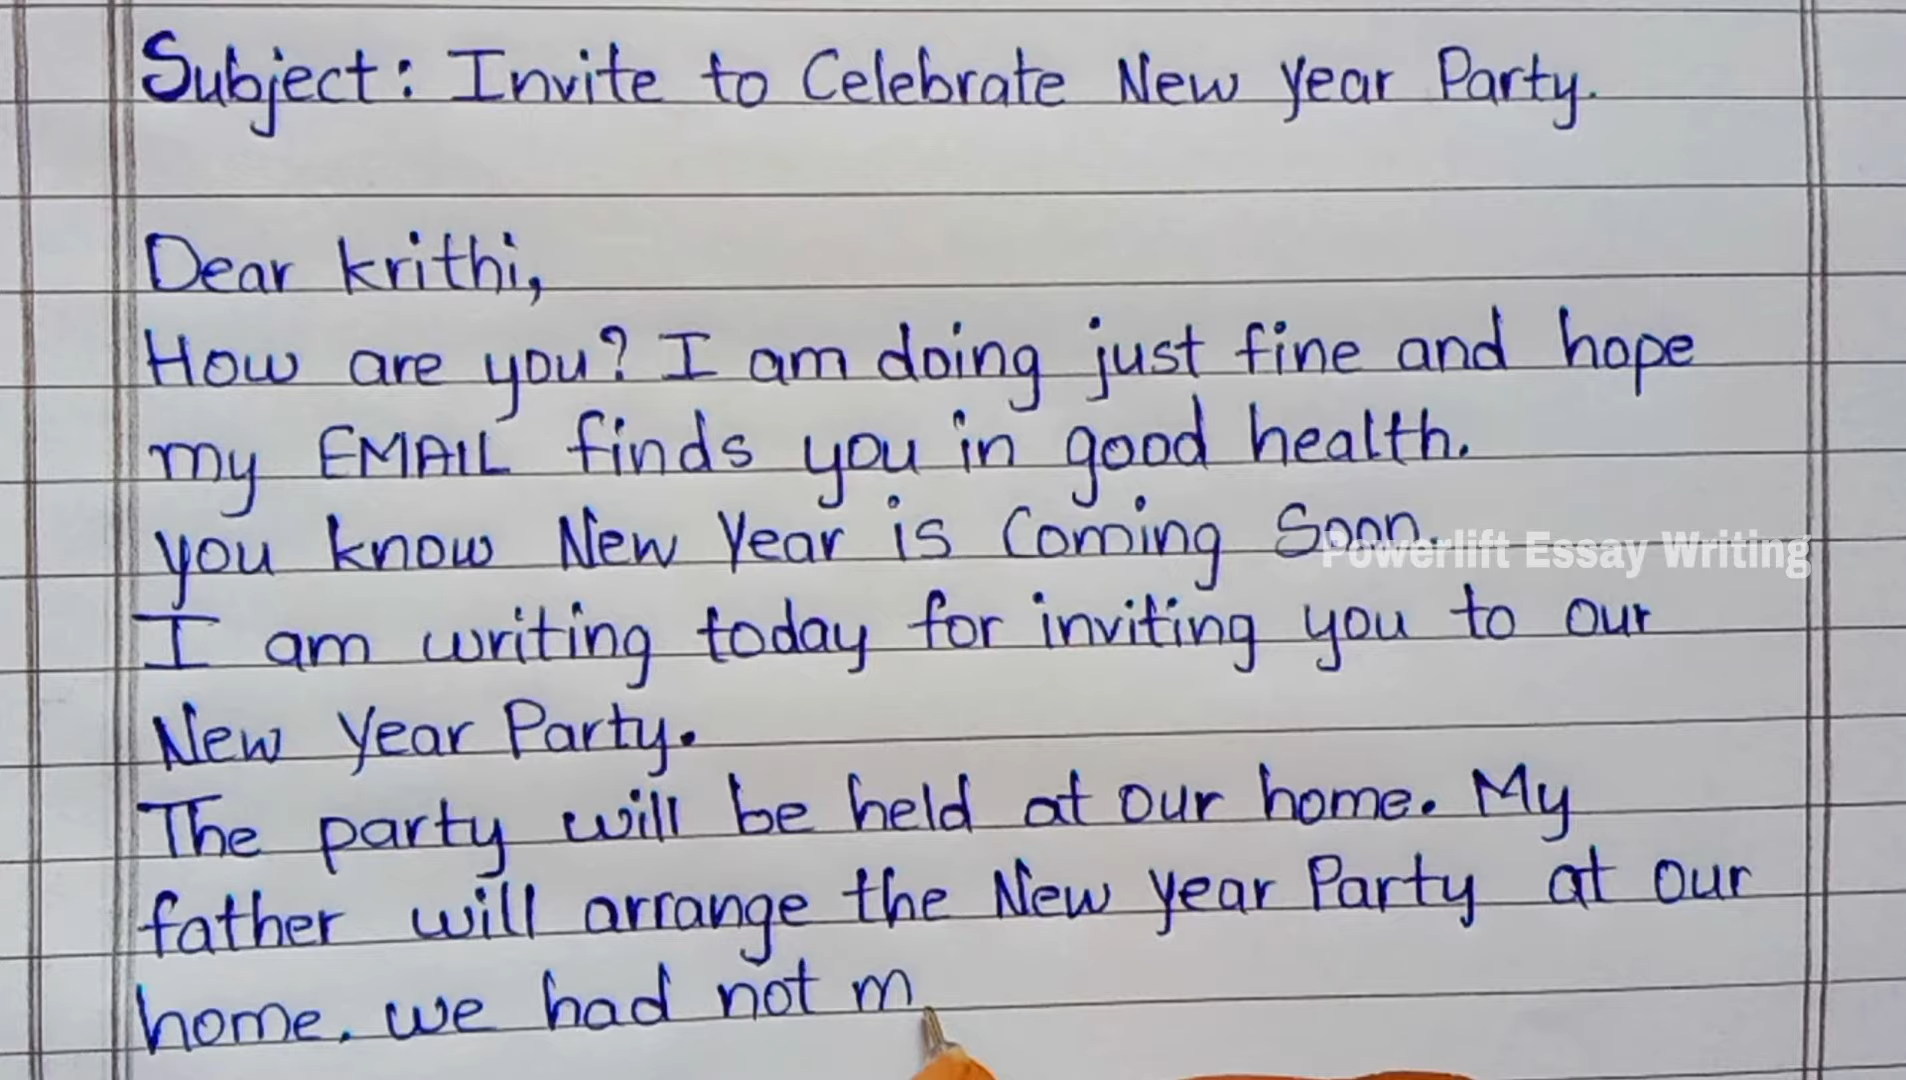 Subject: Invite to Celebrate New Year Party.
Dear Krithi,
How are you? I am doing just fine and hope
my EMAIL finds you in good health.
you know New Year is Coming Soon.
Powerlift Essay Writing
I am writing today for inviting you to our
New Year Party.
The party will be held at our home. My
father will arrange the New Year Party at our
home. we had not m